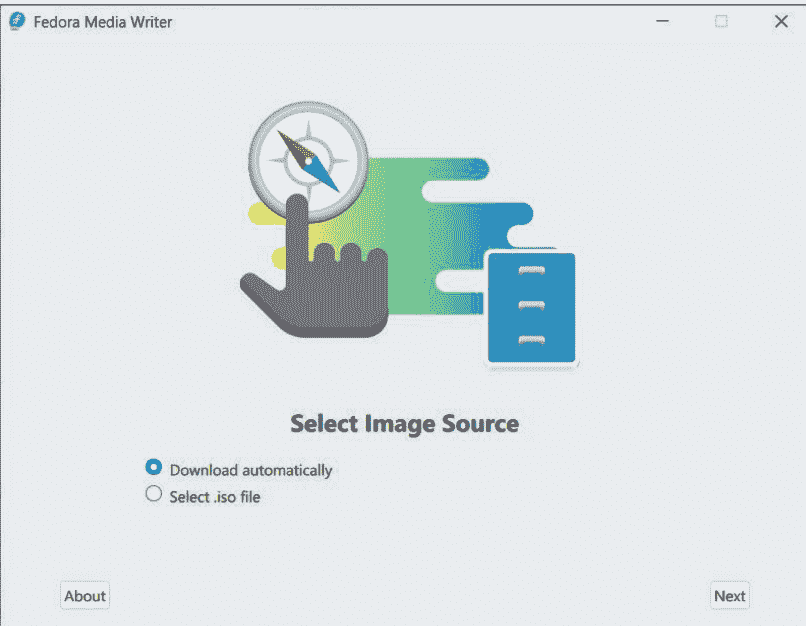 Fedora Media Writer
Select Image Source
Download automatically
Select .iso file
About
Next